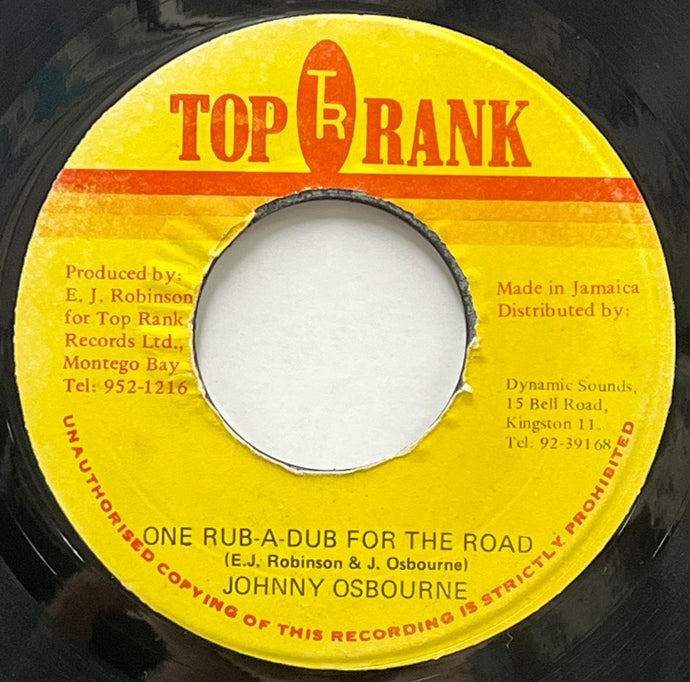 TOP TR RANK
Produced by:
E. J. Robinson
for Top Rank
Records Ltd.,
Montego Bay
Tel: 952-1216
Made in Jamaica
Distributed by:
Dynamic Sounds,
15 Bell Road,
Kingston 11.
Tel: 92-39168
ONE RUB-A-DUB FOR THE ROAD
(E.J. Robinson & J. Osbourne)
JOHNNY OSBOURNE
UNAUTHORISED COPYING OF THIS RECORDING IS STRICTLY PROHIBITED